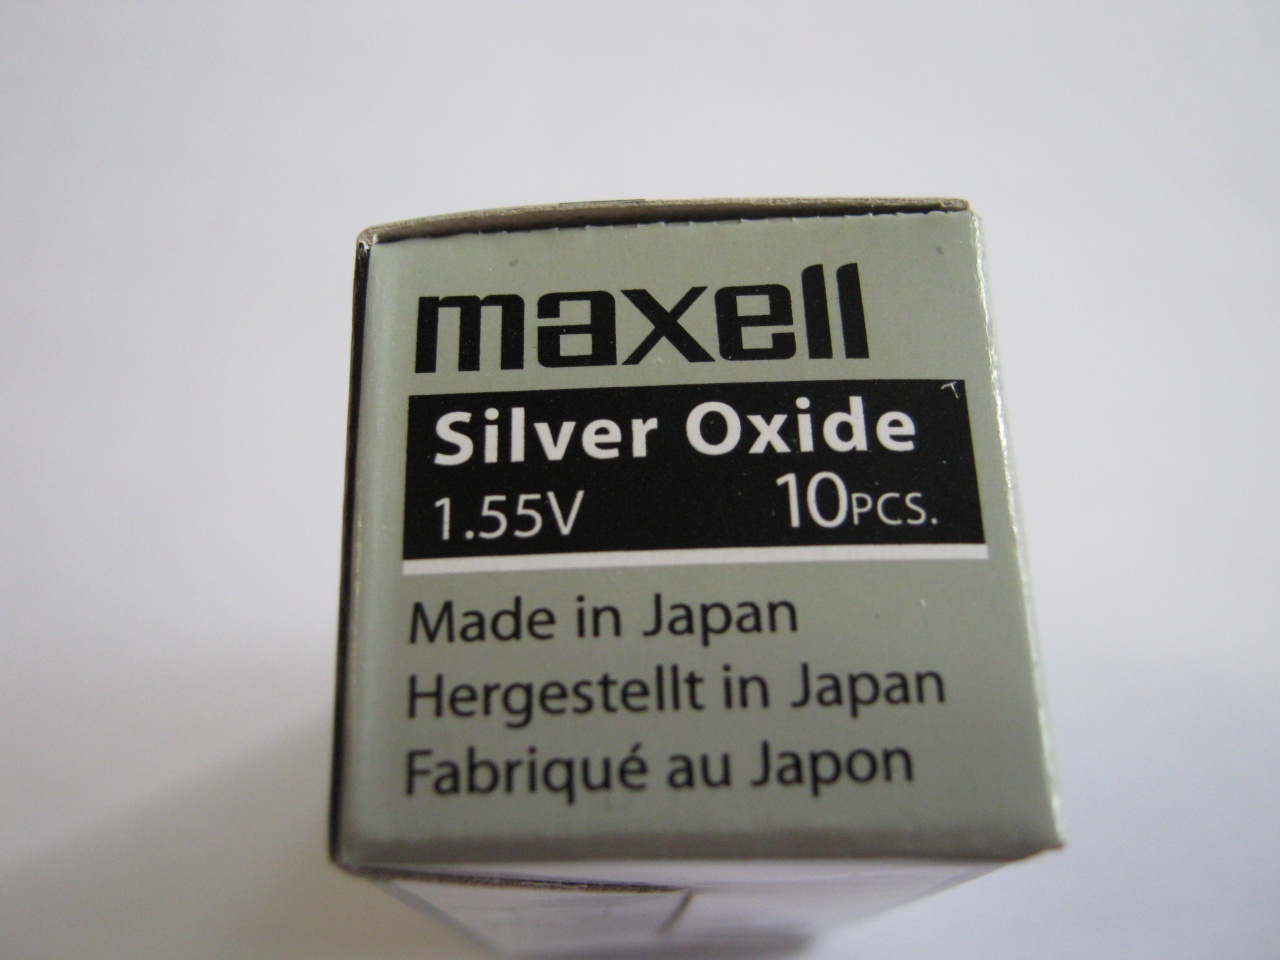 maxell
Silver Oxide
1.55V 10PCS.
Made in Japan
Hergestellt in Japan
Fabriqué au Japon